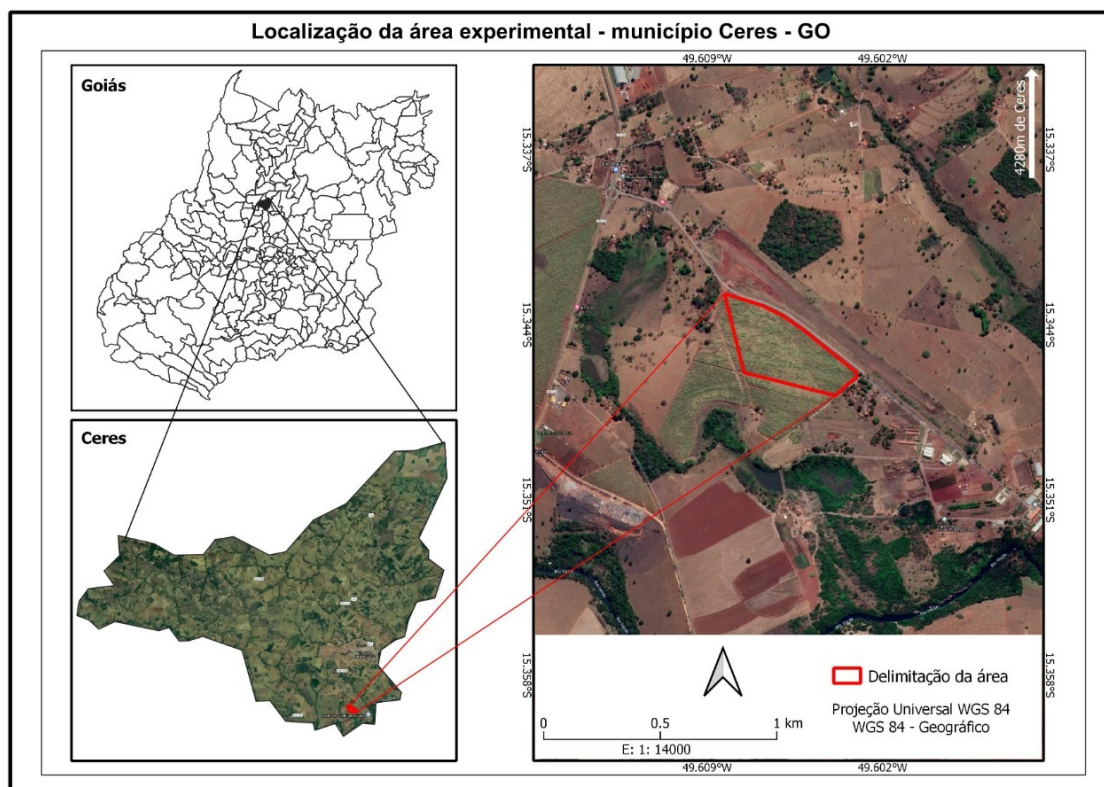 Localização da área experimental - município Ceres - GO
Goiás
Ceres
49.609°W
49.602°W
15.337°S
15.344°S
15.351°S
15.358°S
15.337°S
15.344°S
15.351°S
15.358°S
4280m de Ceres
Delimitação da área
Projeção Universal WGS 84
WGS 84 - Geográfico
0
0.5
1 km
E: 1: 14000
49.609°W
49.602°W